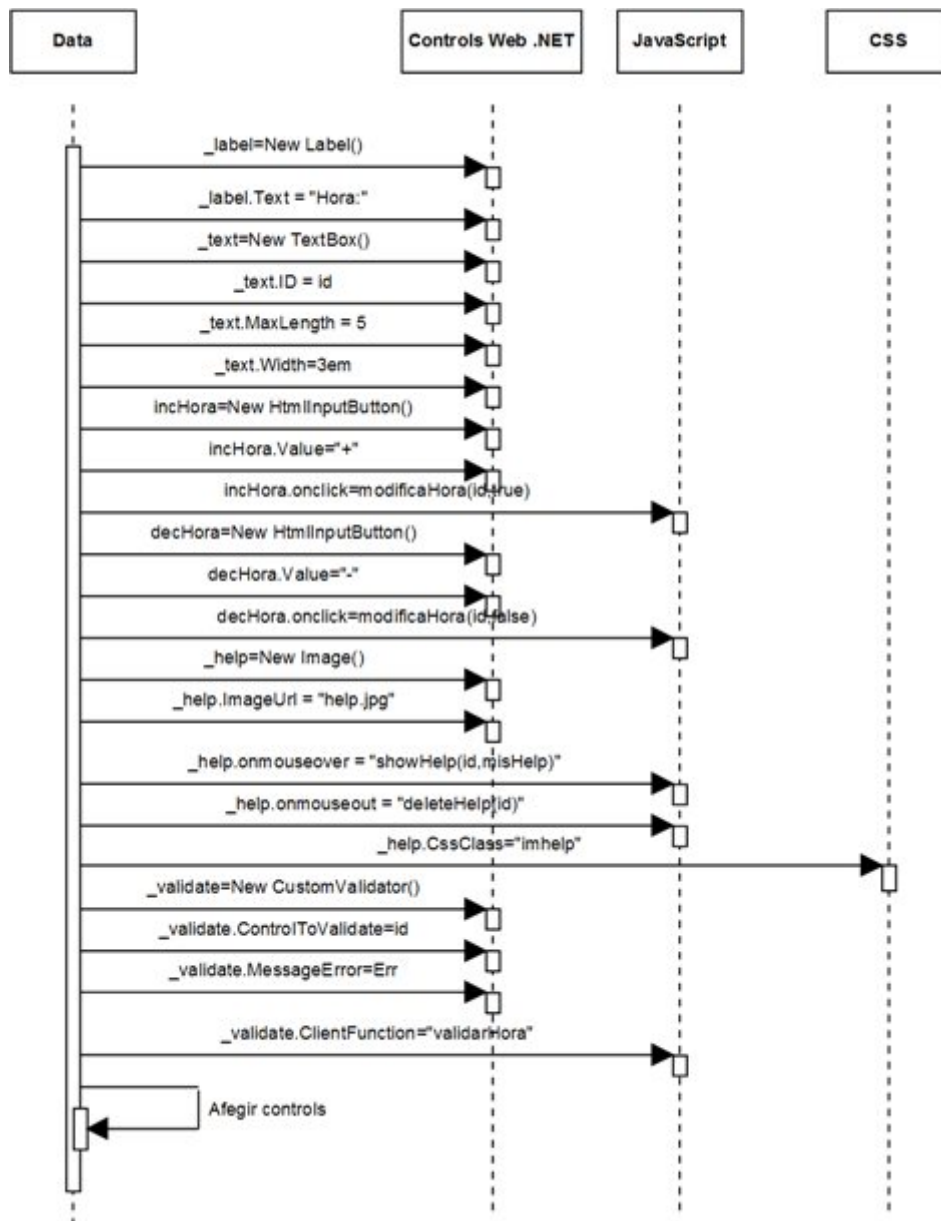 Data
Controls Web .NET
JavaScript
CSS
_label=New Label()
_label.Text = "Hora:"
_text=New TextBox()
_text.ID = id
_text.MaxLength = 5
_text.Width=3em
incHora=New HtmlInputButton()
incHora.Value="+"
incHora.onclick=modificaHora(id,true)
decHora=New HtmlInputButton()
decHora.Value="-"
decHora.onclick=modificaHora(id,false)
_help=New Image()
_help.ImageUrl = "help.jpg"
_help.onmouseover = "showHelp(id,misHelp)"
_help.onmouseout = "deleteHelp(id)"
_help.CssClass="imhelp"
_validate=New CustomValidator()
_validate.ControlToValidate=id
_validate.MessageError=Err
_validate.ClientFunction="validarHora"
Afegir controls